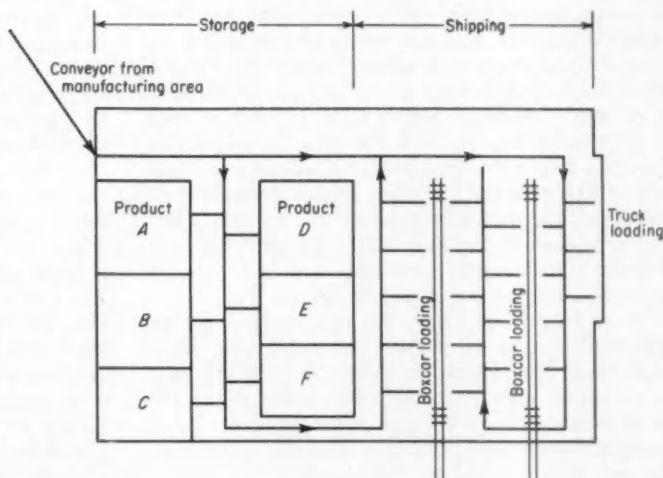 Storage
Shipping
Conveyor from
manufacturing area
Product
A
Product
D
Truck
loading
B
E
C
F
Boxcar loading
Boxcar loading